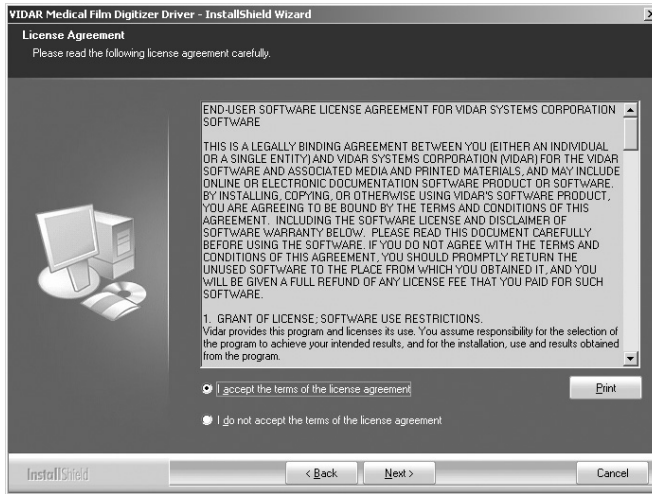 VIDAR Medical Film Digitizer Driver - InstallShield Wizard
License Agreement
Please read the following license agreement carefully.
END-USER SOFTWARE LICENSE AGREEMENT FOR VIDAR SYSTEMS CORPORATION
SOFTWARE
THIS IS A LEGALLY BINDING AGREEMENT BETWEEN YOU (EITHER AN INDIVIDUAL
OR A SINGLE ENTITY) AND VIDAR SYSTEMS CORPORATION (VIDAR) FOR THE VIDAR
SOFTWARE AND ASSOCIATED MEDIA AND PRINTED MATERIALS, AND MAY INCLUDE
ONLINE OR ELECTRONIC DOCUMENTATION SOFTWARE PRODUCT OR SOFTWARE.
BY INSTALLING, COPYING, OR OTHERWISE USING VIDAR'S SOFTWARE PRODUCT,
YOU ARE AGREEING TO BE BOUND BY THE TERMS AND CONDITIONS OF THIS
AGREEMENT. INCLUDING THE SOFTWARE LICENSE AND DISCLAIMER OF
SOFTWARE WARRANTY BELOW. PLEASE READ THIS DOCUMENT CAREFULLY
BEFORE USING THE SOFTWARE. IF YOU DO NOT AGREE WITH THE TERMS AND
CONDITIONS OF THIS AGREEMENT, YOU SHOULD PROMPTLY RETURN THE
UNUSED SOFTWARE TO THE PLACE FROM WHICH YOU OBTAINED IT, AND YOU
WILL BE GIVEN A FULL REFUND OF ANY LICENSE FEE THAT YOU PAID FOR SUCH
SOFTWARE.
1. GRANT OF LICENSE; SOFTWARE USE RESTRICTIONS.
Vidar provides this program and licenses its use. You assume responsibility for the selection of
the program to achieve your intended results, and for the installation, use and results obtained
from the program.
I accept the terms of the license agreement
Print
I do not accept the terms of the license agreement
InstallShield
< Back
Next >
Cancel